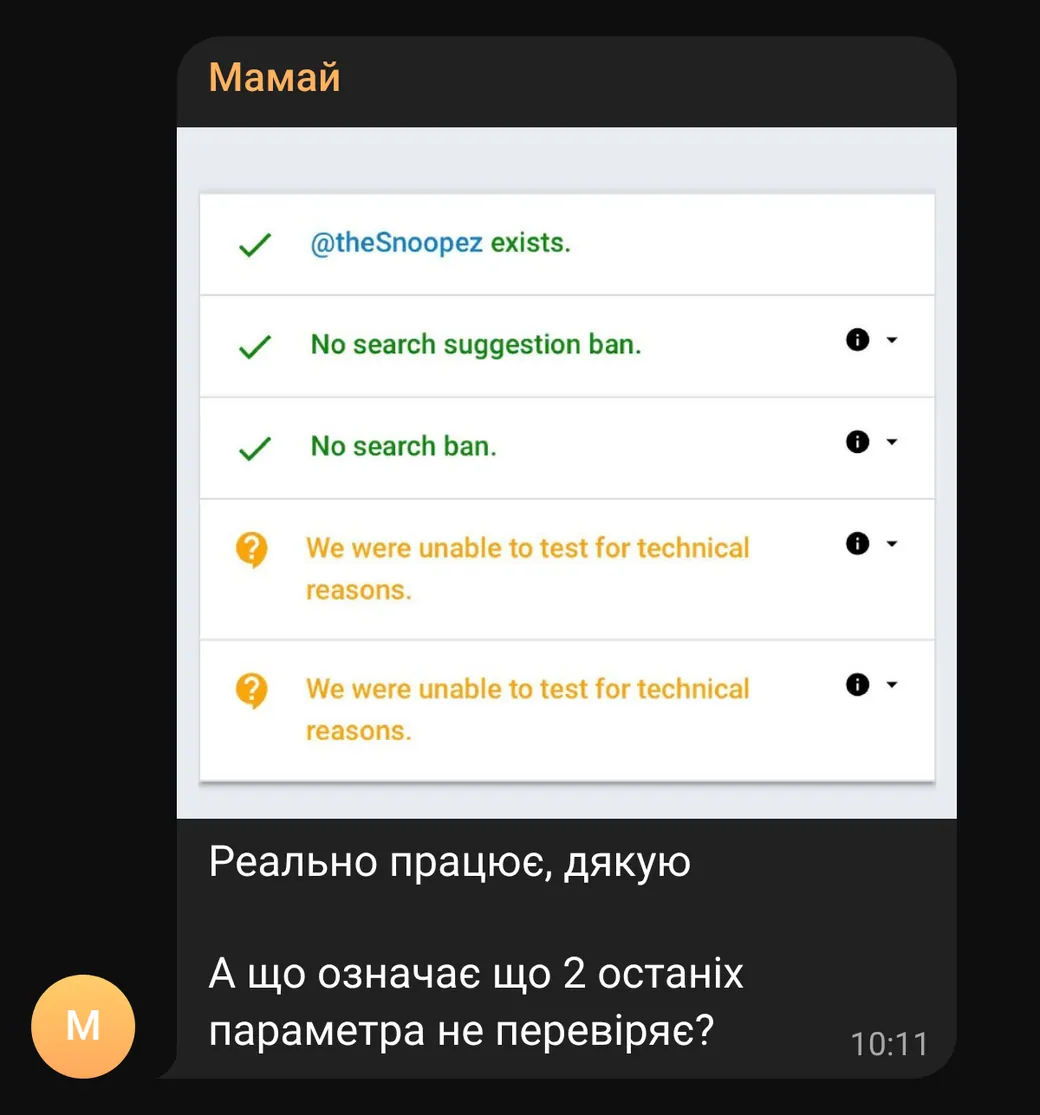 Мамай
@theSnoopez exists.
No search suggestion ban.
No search ban.
We were unable to test for technical
reasons.
We were unable to test for technical
reasons.
Реально працює, дякую
А що означає що 2 останіх
параметра не перевіряє?
10:11
М